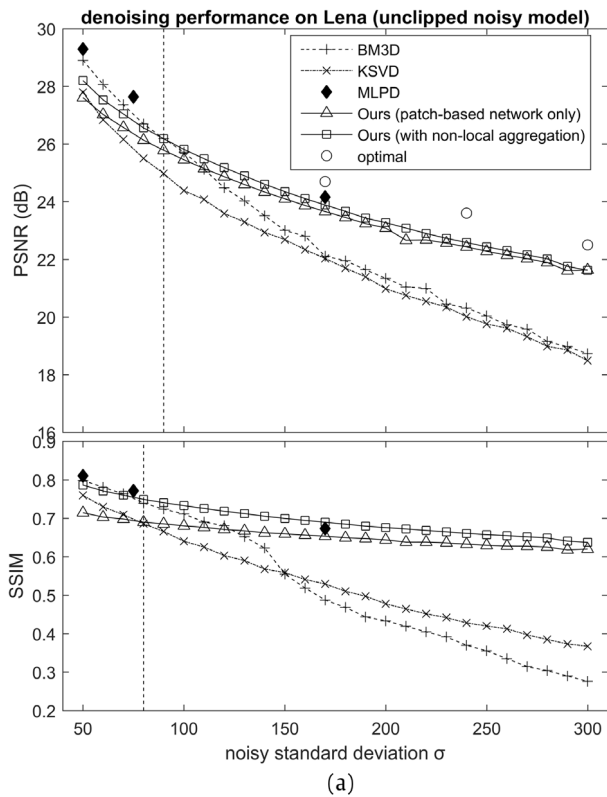 denoising performance on Lena (unclipped noisy model)
30
28
26
24
22
20
18
16
PSNR (dB)
BM3D
KSVD
MLPD
Ours (patch-based network only)
Ours (with non-local aggregation)
optimal
0.9
0.8
0.7
0.6
0.5
0.4
0.3
0.2
SSIM
50 100 150 200 250 300
noisy standard deviation σ
(a)